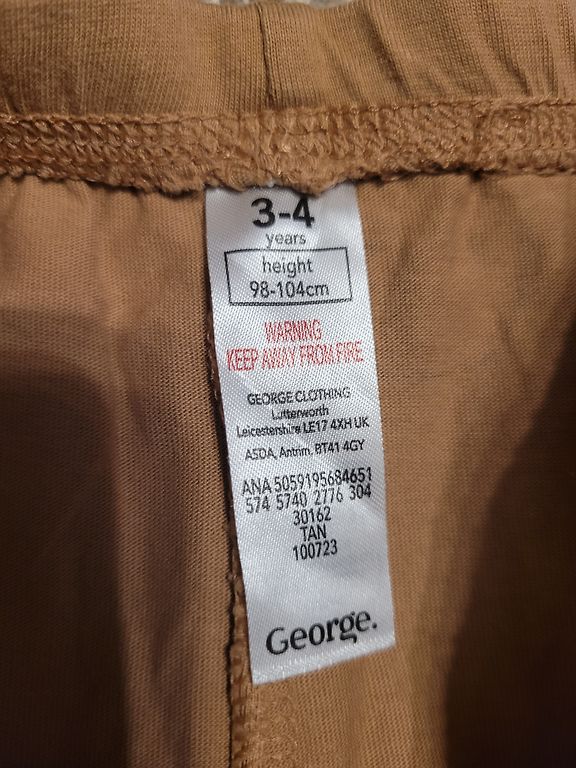 3-4
years
height
98-104cm
WARNING
KEEP AWAY FROM FIRE
GEORGE CLOTHING
Lutterworth
Leicestershire LE17 4XH UK
ASDA, Antrim, BT41 4GY
ANA 5059195684651
574 5740 2776 304
30162
TAN
100723
George.